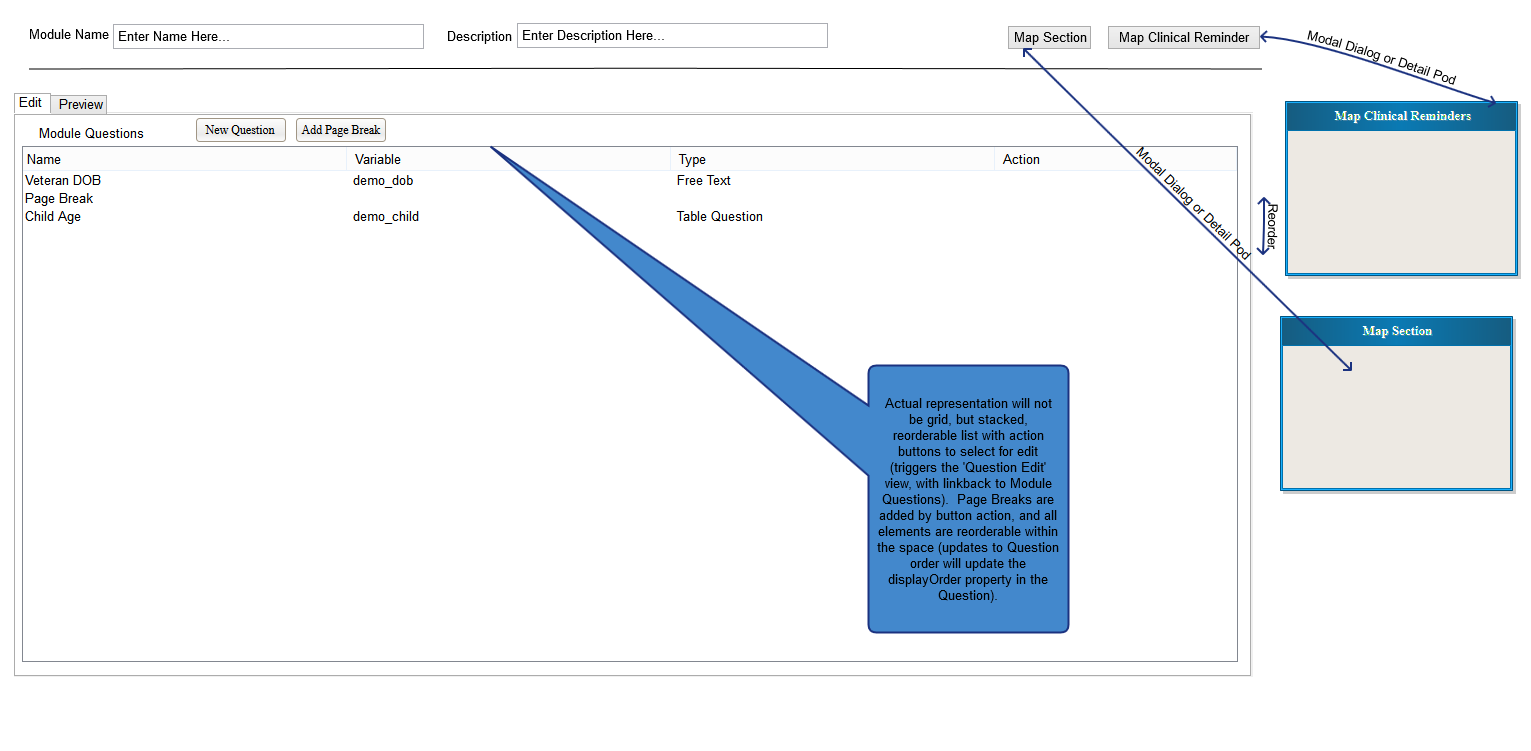 Module Name Enter Name Here... Description Enter Description Here... Map Section Map Clinical Reminder
Modal Dialog or Detail Pod
Edit Preview
Map Clinical Reminders
Module Questions New Question Add Page Break
Name Variable Type Action
Veteran DOB demo_dob Free Text
Page Break
Child Age demo_child Table Question
Modal Dialog or Detail Pod
Reorder
Map Section
Actual representation will not
be grid, but stacked,
reorderable list with action
buttons to select for edit
(triggers the 'Question Edit'
view, with linkback to Module
Questions).  Page Breaks are
added by button action, and all
elements are reorderable within
the space (updates to Question
order will update the
displayOrder property in the
Question).